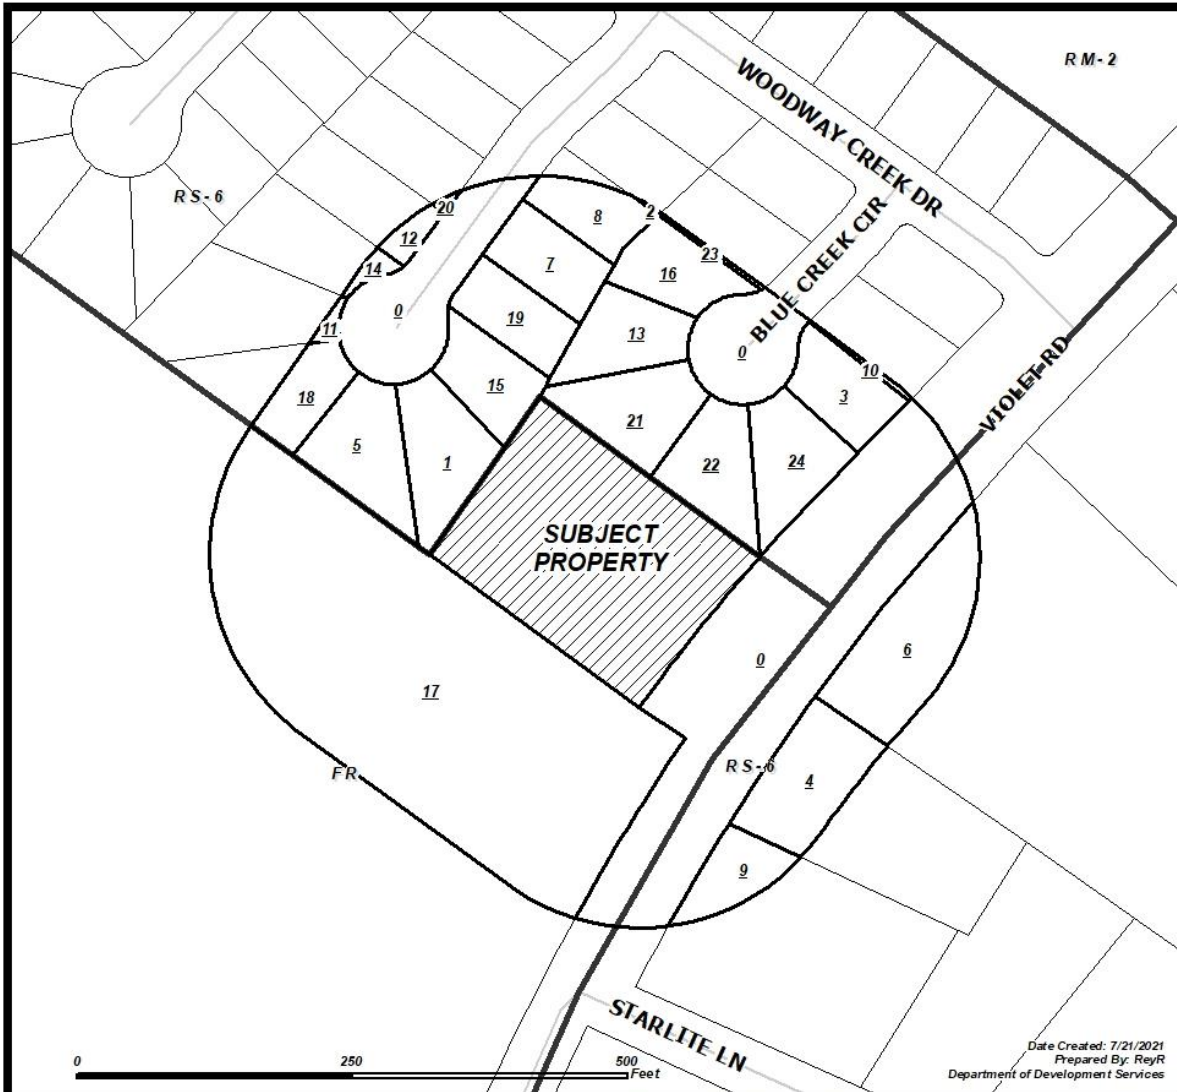 RM-2
WOODWAY CREEK DR
RS-6
20
8
2
12
23
7
14
16
BLUE CREEK CIR
0
19
11
13
0
10
VIOLET RD
15
3
18
21
5
1
22
24
SUBJECT
PROPERTY
6
0
17
RS-6
FR
4
9
STARLITE LN
Date Created: 7/21/2021
Prepared By: ReyR
Department of Development Services
0
250
500
Feet